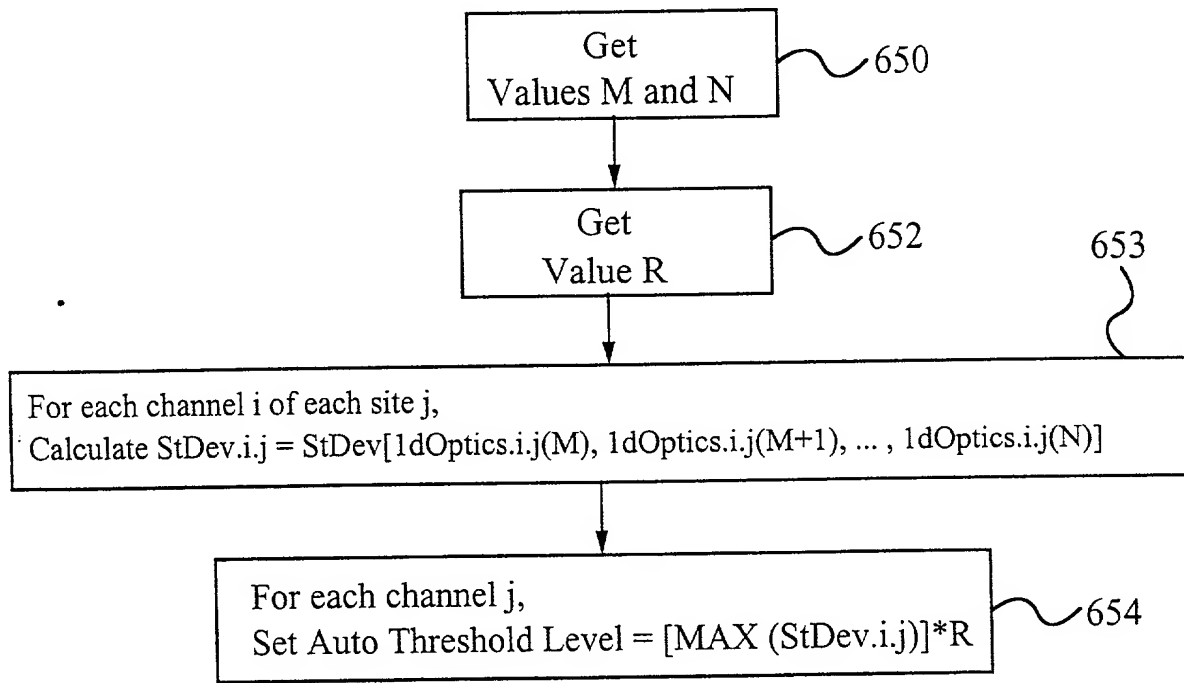 Get
Values M and N
650
Get
Value R
652
653
For each channel i of each site j,
Calculate StDev.i.j = StDev[1dOptics.i.j(M), 1dOptics.i.j(M+1), ... , 1dOptics.i.j(N)]
For each channel j,
Set Auto Threshold Level = [MAX (StDev.i.j)]*R
654